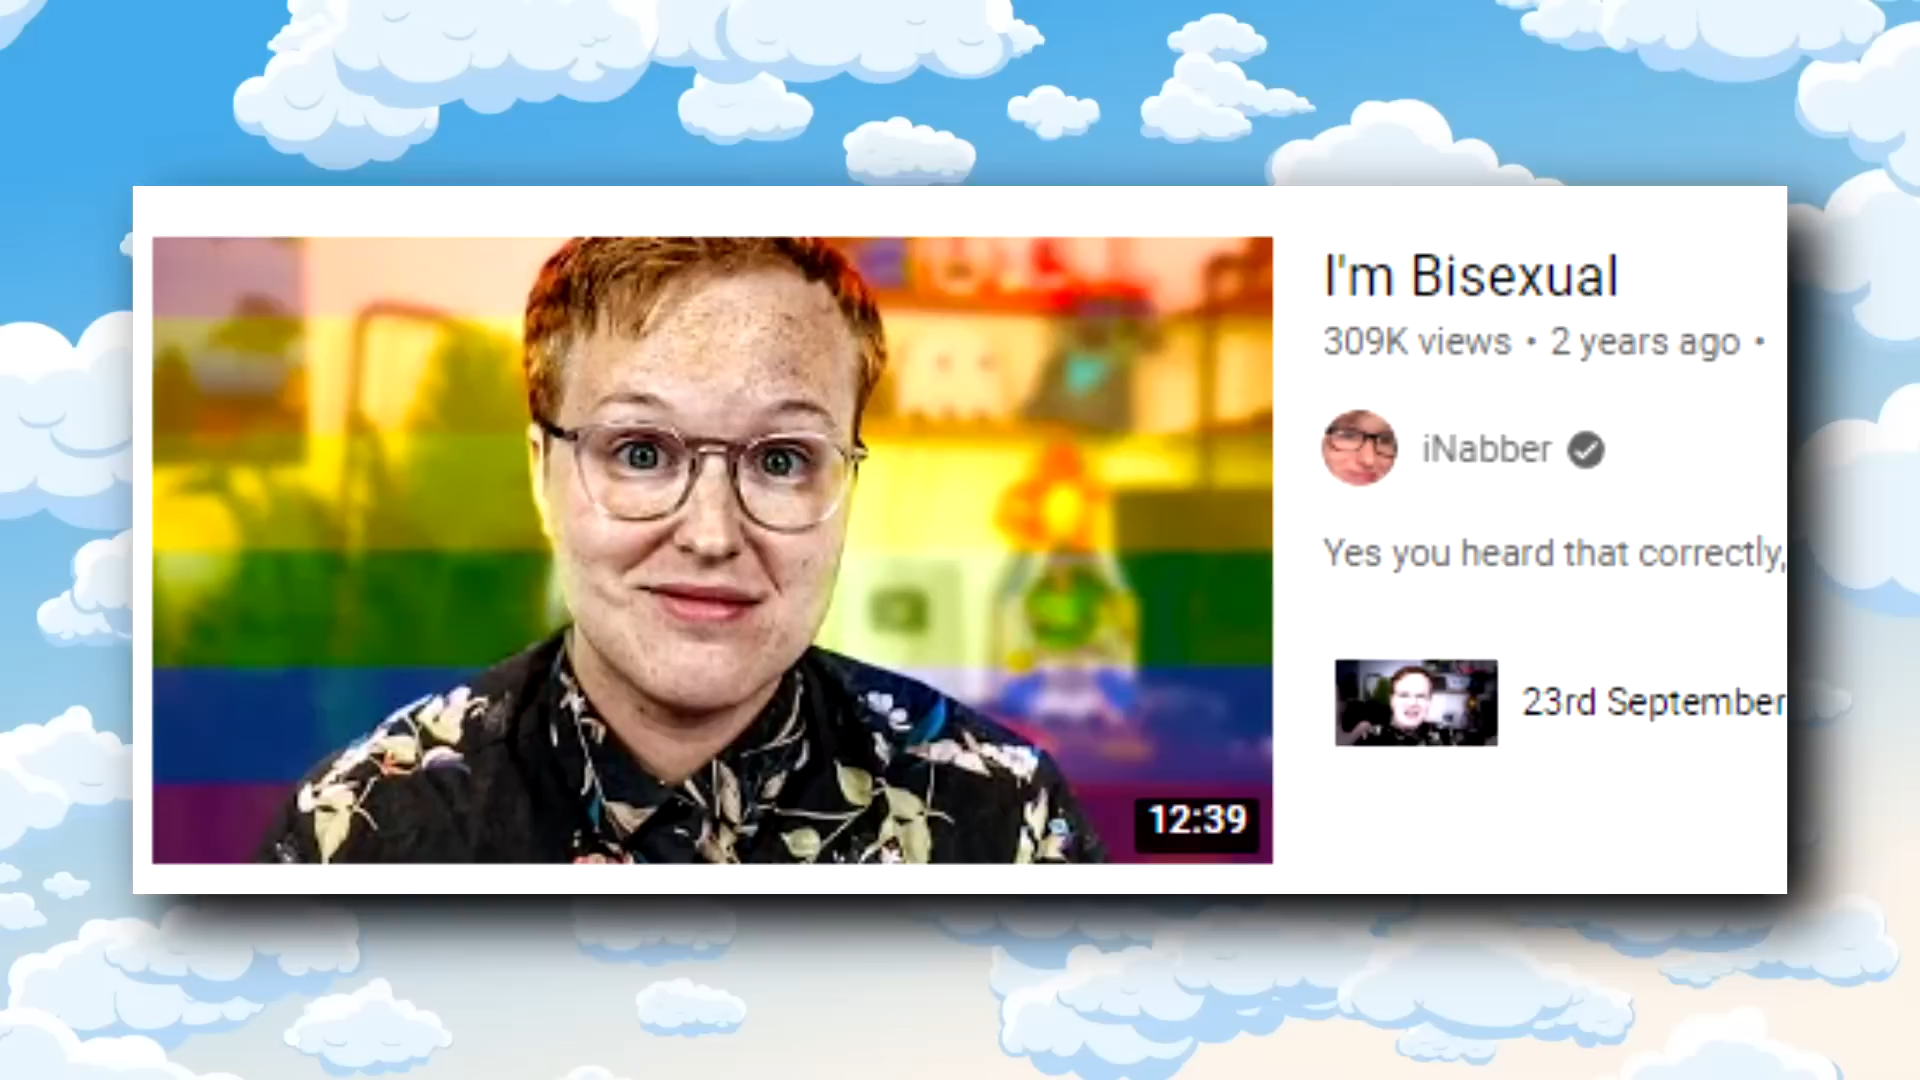 I'm Bisexual
309K views • 2 years ago •
iNabber
Yes you heard that correctly,
23rd September
12:39